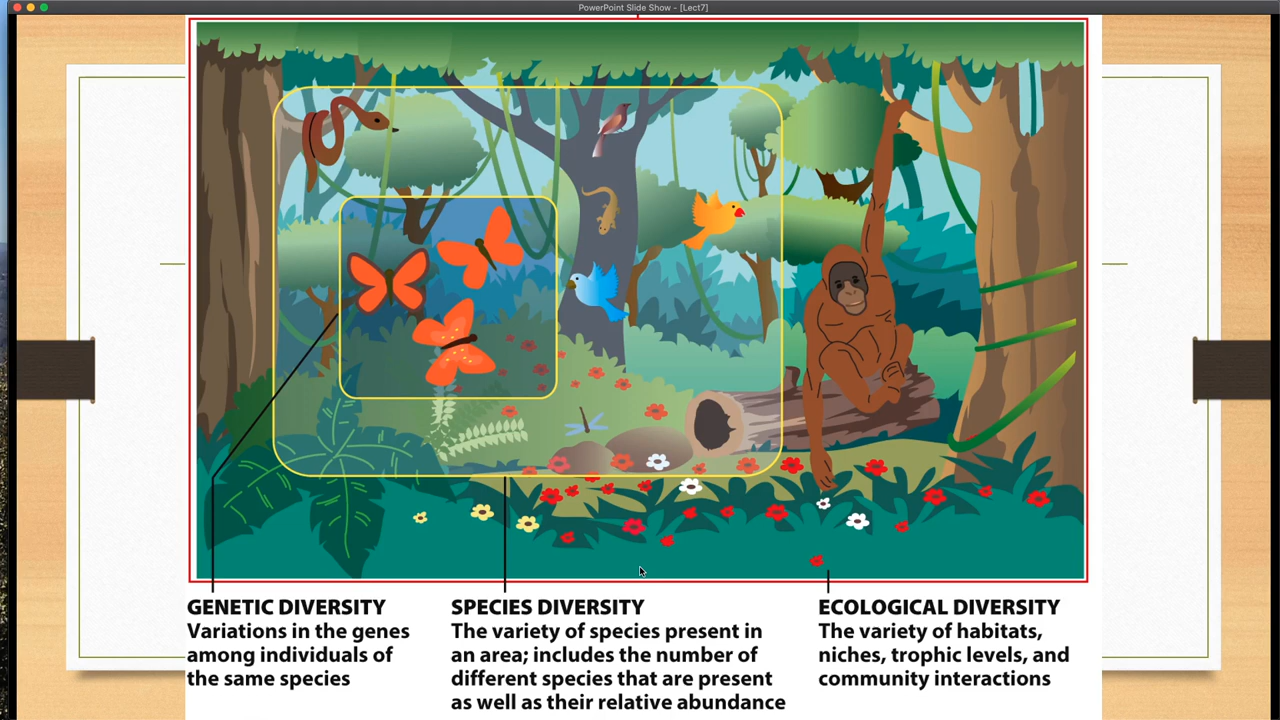 PowerPoint Slide Show - [Lect7]
GENETIC DIVERSITY
Variations in the genes
among individuals of
the same species
SPECIES DIVERSITY
The variety of species present in
an area; includes the number of
different species that are present
as well as their relative abundance
ECOLOGICAL DIVERSITY
The variety of habitats,
niches, trophic levels, and
community interactions